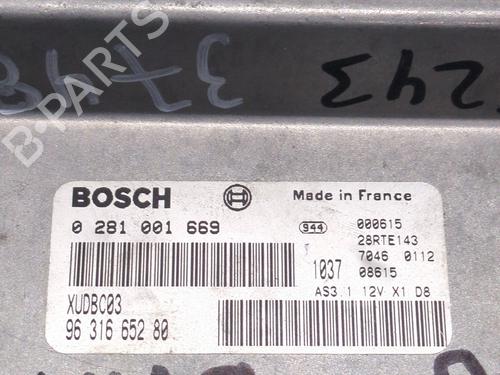 3748
243
B-PARTS
BOSCH
Made in France
0 281 001 669
944
000615
28RTE143
7046 0112
1037 08615
AS3.1 12V X1 D8
XUDBC03
96 316 652 80